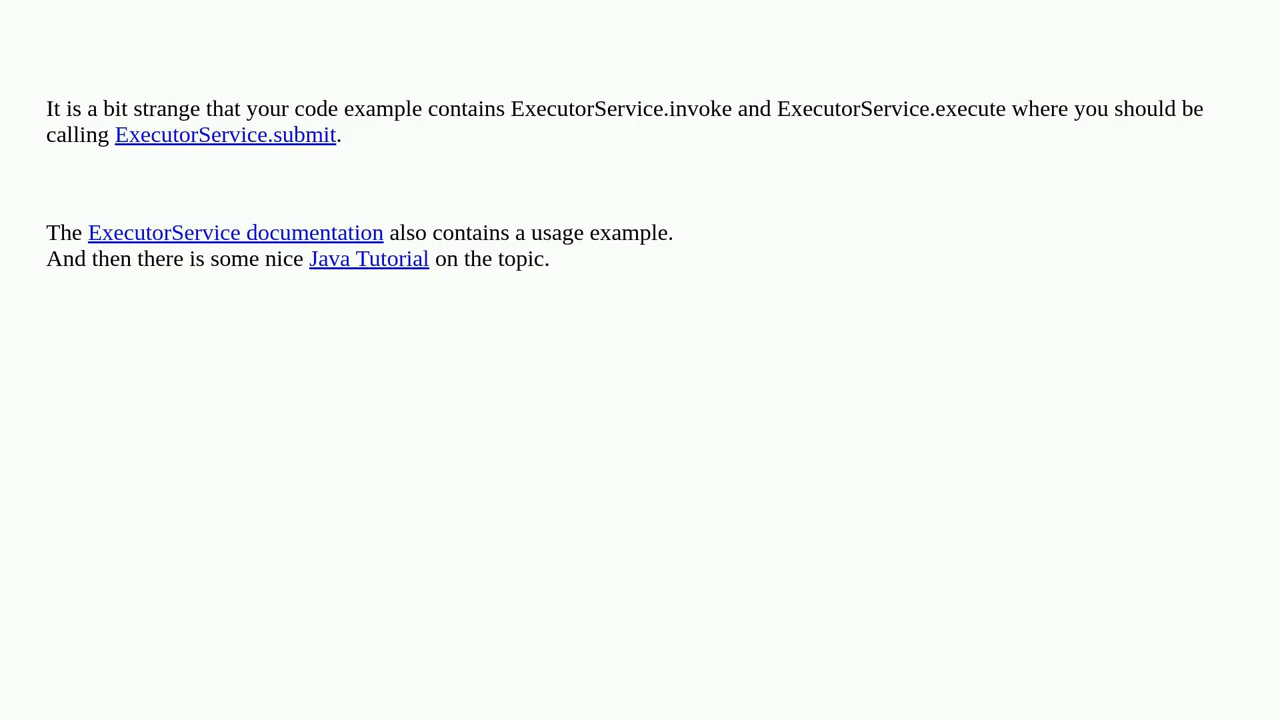 It is a bit strange that your code example contains ExecutorService.invoke and ExecutorService.execute where you should be
calling ExecutorService.submit.
The ExecutorService documentation also contains a usage example.
And then there is some nice Java Tutorial on the topic.